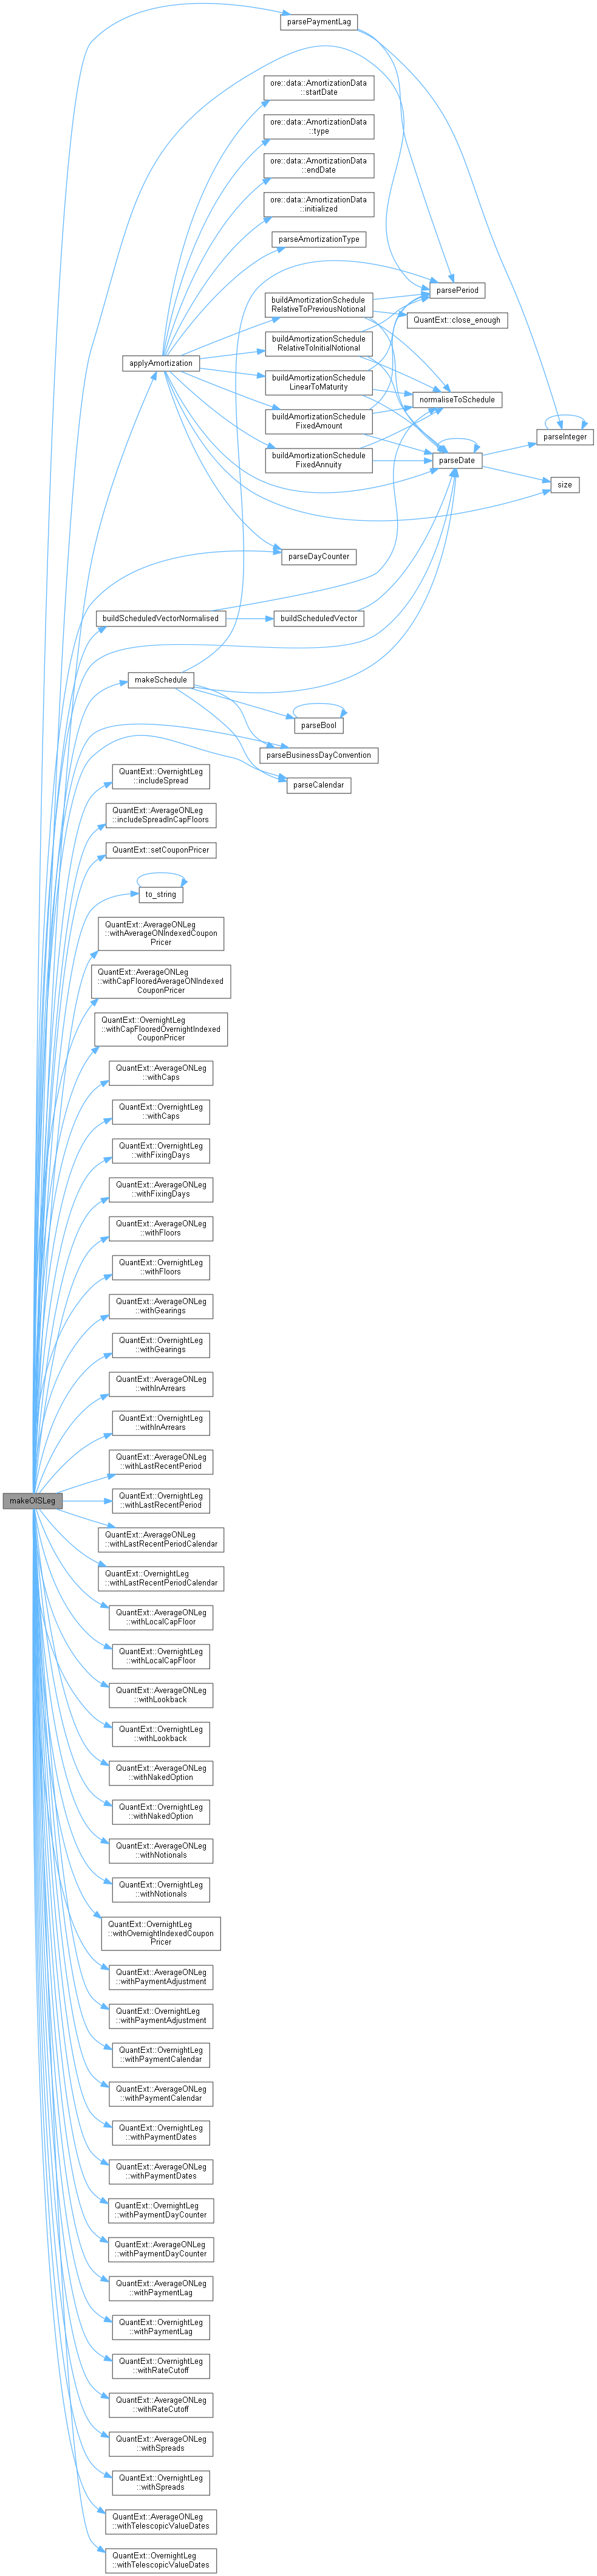 parsePaymentLag
ore::data::AmortizationData
::startDate
ore::data::AmortizationData
::type
ore::data::AmortizationData
::endDate
ore::data::AmortizationData
::initialized
parseAmortizationType
parsePeriod
buildAmortizationSchedule
RelativeToPreviousNotional
QuantExt::close_enough
buildAmortizationSchedule
RelativeToInitialNotional
applyAmortization
buildAmortizationSchedule
LinearToMaturity
normaliseToSchedule
buildAmortizationSchedule
FixedAmount
parseInteger
buildAmortizationSchedule
FixedAnnuity
parseDate
size
parseDayCounter
buildScheduledVectorNormalised
buildScheduledVector
makeSchedule
parseBool
parseBusinessDayConvention
parseCalendar
QuantExt::OvernightLeg
::includeSpread
QuantExt::AverageONLeg
::includeSpreadInCapFloors
QuantExt::setCouponPricer
to_string
QuantExt::AverageONLeg
::withAverageONIndexedCoupon
Pricer
QuantExt::AverageONLeg
::withCapFlooredAverageONIndexed
CouponPricer
QuantExt::OvernightLeg
::withCapFlooredOvernightIndexed
CouponPricer
QuantExt::AverageONLeg
::withCaps
QuantExt::OvernightLeg
::withCaps
QuantExt::OvernightLeg
::withFixingDays
QuantExt::AverageONLeg
::withFixingDays
QuantExt::AverageONLeg
::withFloors
QuantExt::OvernightLeg
::withFloors
QuantExt::AverageONLeg
::withGearings
QuantExt::OvernightLeg
::withGearings
QuantExt::AverageONLeg
::withInArrears
QuantExt::OvernightLeg
::withInArrears
QuantExt::AverageONLeg
::withLastRecentPeriod
makeOISLeg
QuantExt::OvernightLeg
::withLastRecentPeriod
QuantExt::AverageONLeg
::withLastRecentPeriodCalendar
QuantExt::OvernightLeg
::withLastRecentPeriodCalendar
QuantExt::AverageONLeg
::withLocalCapFloor
QuantExt::OvernightLeg
::withLocalCapFloor
QuantExt::AverageONLeg
::withLookback
QuantExt::OvernightLeg
::withLookback
QuantExt::AverageONLeg
::withNakedOption
QuantExt::OvernightLeg
::withNakedOption
QuantExt::AverageONLeg
::withNotionals
QuantExt::OvernightLeg
::withNotionals
QuantExt::OvernightLeg
::withOvernightIndexedCoupon
Pricer
QuantExt::AverageONLeg
::withPaymentAdjustment
QuantExt::OvernightLeg
::withPaymentAdjustment
QuantExt::OvernightLeg
::withPaymentCalendar
QuantExt::AverageONLeg
::withPaymentCalendar
QuantExt::OvernightLeg
::withPaymentDates
QuantExt::AverageONLeg
::withPaymentDates
QuantExt::OvernightLeg
::withPaymentDayCounter
QuantExt::AverageONLeg
::withPaymentDayCounter
QuantExt::AverageONLeg
::withPaymentLag
QuantExt::OvernightLeg
::withPaymentLag
QuantExt::OvernightLeg
::withRateCutoff
QuantExt::AverageONLeg
::withRateCutoff
QuantExt::AverageONLeg
::withSpreads
QuantExt::OvernightLeg
::withSpreads
QuantExt::AverageONLeg
::withTelescopicValueDates
QuantExt::OvernightLeg
::withTelescopicValueDates